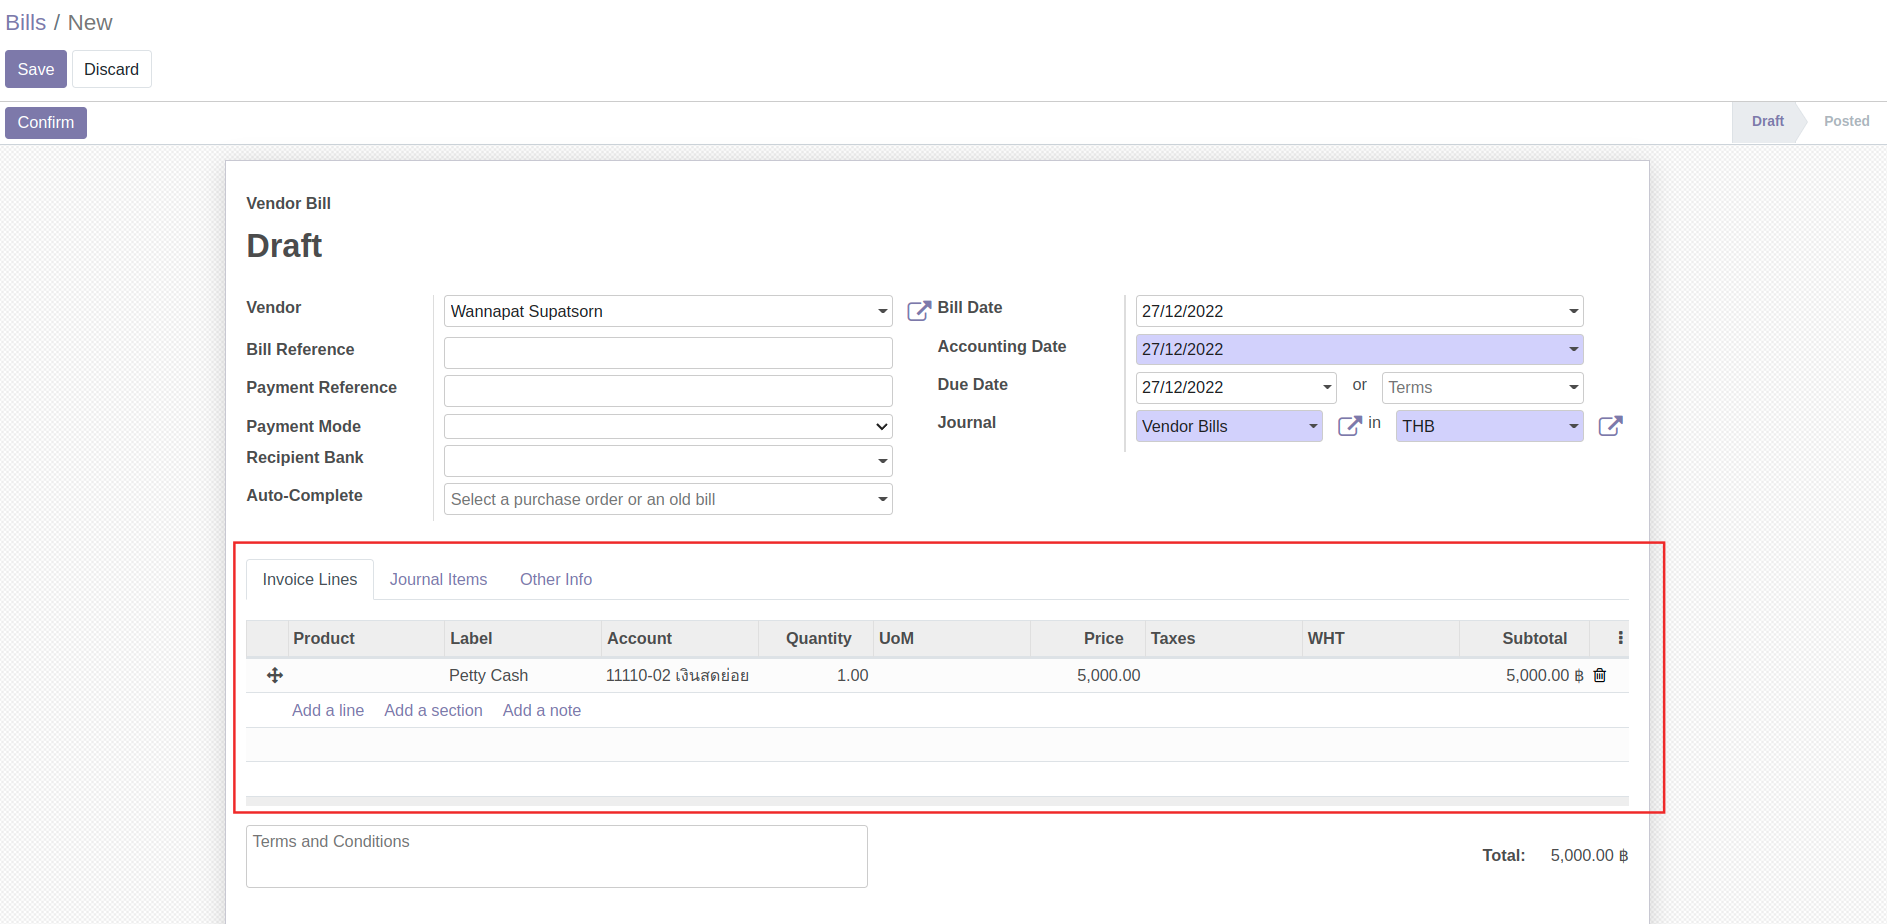 Bills / New
Save Discard
Confirm Draft Posted
Vendor Bill
Draft
Vendor Wannapat Supatsorn Bill Date 27/12/2022
Bill Reference Accounting Date 27/12/2022
Payment Reference Due Date 27/12/2022 or Terms
Payment Mode Journal Vendor Bills in THB
Recipient Bank
Auto-Complete Select a purchase order or an old bill
Invoice Lines Journal Items Other Info
Product Label Account Quantity UoM Price Taxes WHT Subtotal
Petty Cash 11110-02 เงินสดย่อย 1.00 5,000.00 5,000.00 ฿
Add a line Add a section Add a note
Terms and Conditions
Total: 5,000.00 ฿